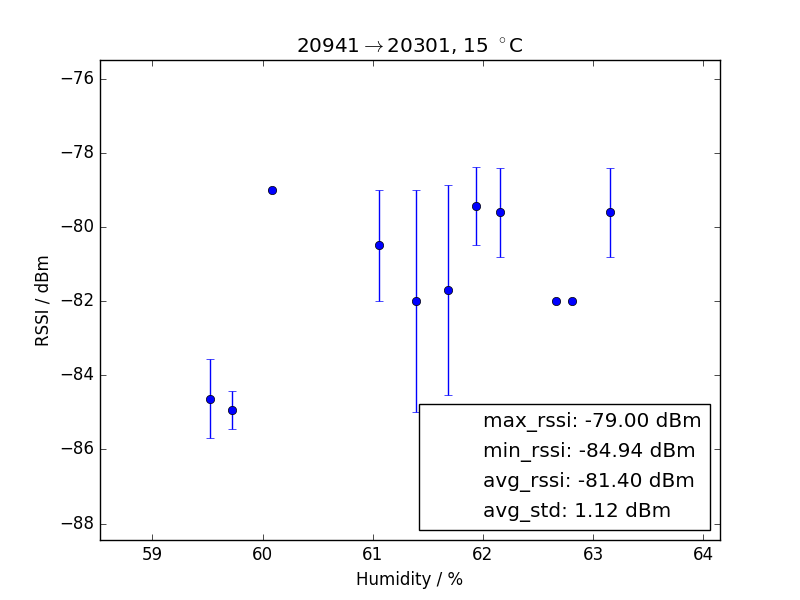 20941→20301, 15 °C
−76
−78
−80
−82
−84
−86
−88
RSSI / dBm
max_rssi: -79.00 dBm
min_rssi: -84.94 dBm
avg_rssi: -81.40 dBm
avg_std: 1.12 dBm
59 60 61 62 63 64
Humidity / %